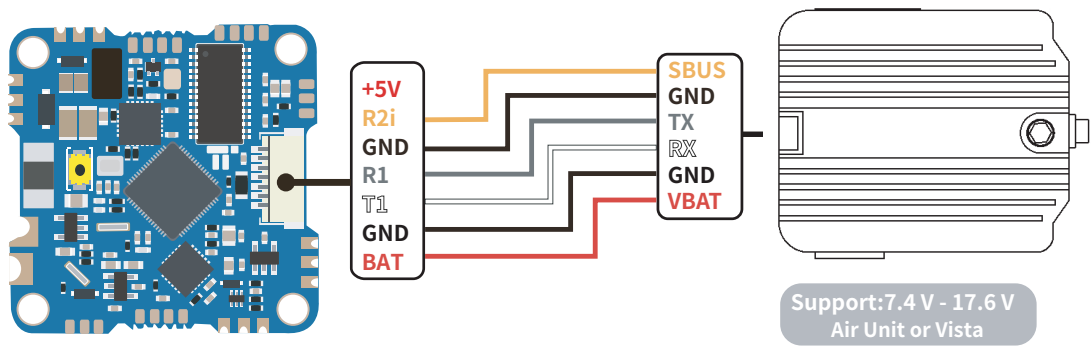 +5V
R2i
GND
R1
T1
GND
BAT
SBUS
GND
TX
RX
GND
VBAT
Support:7.4 V - 17.6 V
Air Unit or Vista